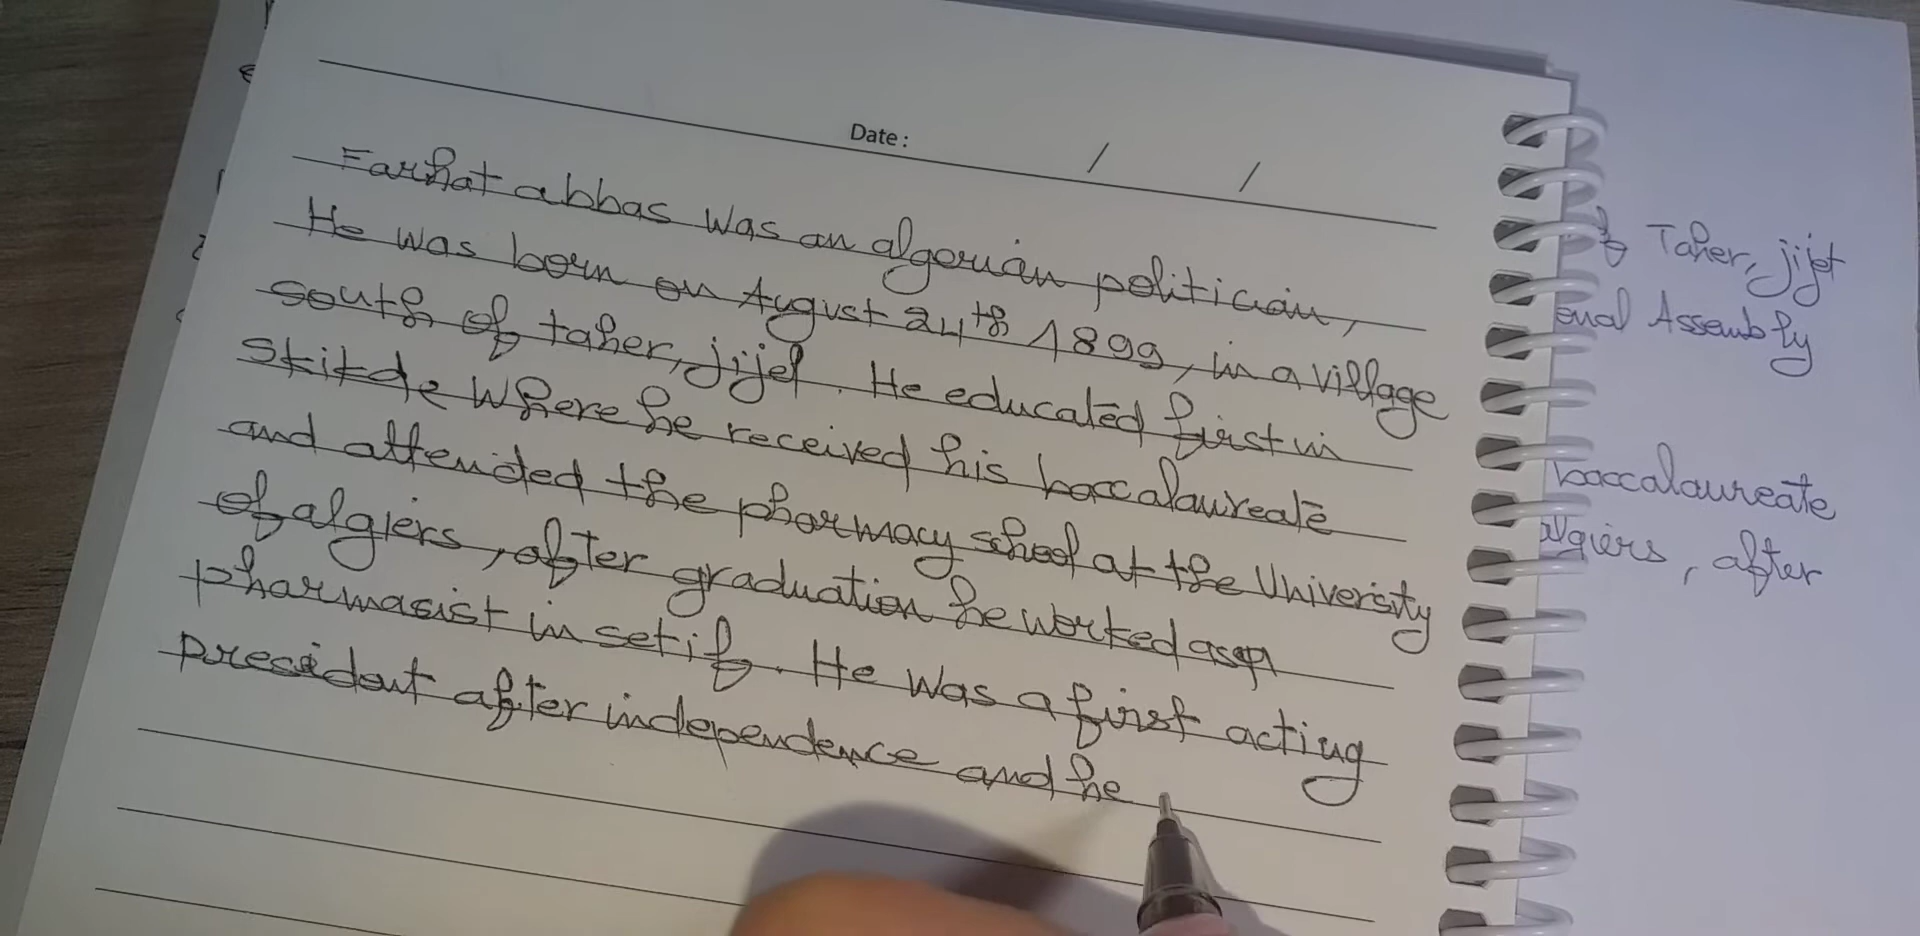 Date: / /
Farhat abbas was an algerian politician,
He was born on August 24th 1899, in a village
south of taher, jijel. He educated first in
Skikde where he received his baccalaureate
and attended the pharmacy school at the University
of algiers, after graduation he worked as a
pharmasist in setif. He was a first acting
president after independence and he
Taher, jijel
Assembly
baccalaureate
algiers, after